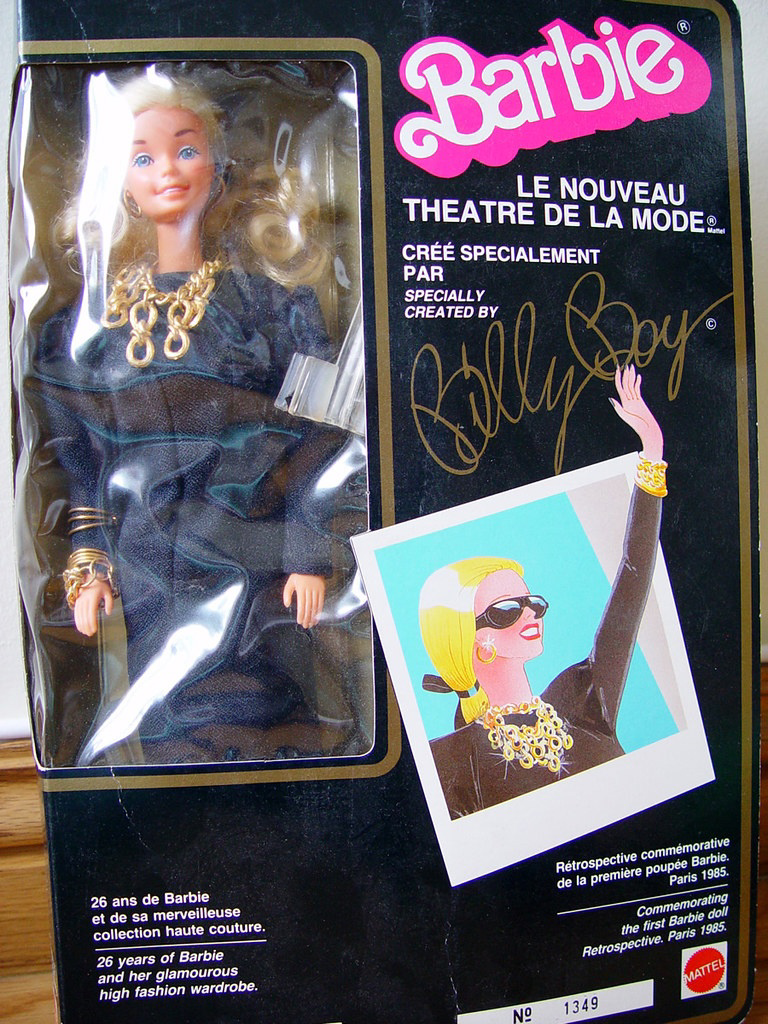 Barbie®
LE NOUVEAU
THEATRE DE LA MODE®
Mattel
CRÉÉ SPECIALEMENT
PAR
SPECIALLY
CREATED BY
Billy Boy ©
26 ans de Barbie
et de sa merveilleuse
collection haute couture.
26 years of Barbie
and her glamourous
high fashion wardrobe.
Rétrospective commémorative
de la première poupée Barbie.
Paris 1985.
Commemorating
the first Barbie doll
Retrospective. Paris 1985.
MATTEL®
Nº 1349